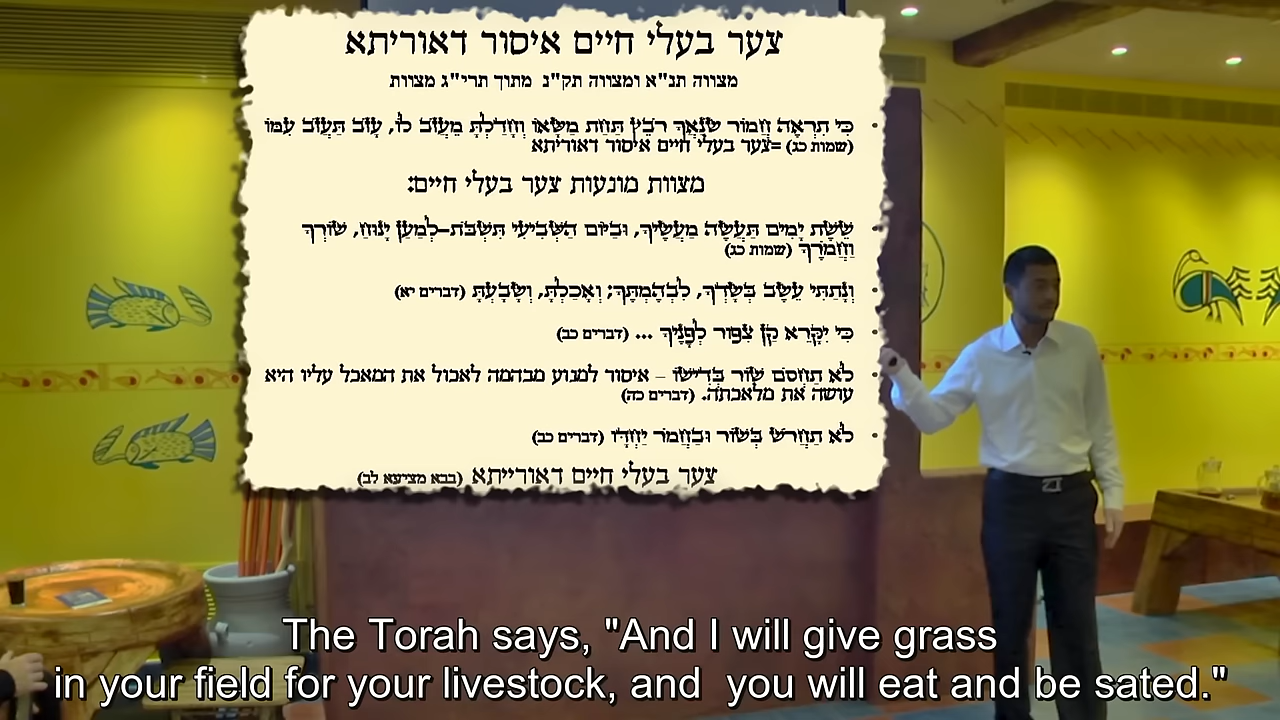 צער בעלי חיים איסור דאוריתא
מצווה תנ"א ומצווה תק"נ מתוך תרי"ג מצוות
• כִּי תִרְאֶה חֲמוֹר שֹׂנַאֲךָ רֹבֵץ תַּחַת מַשָּׂאוֹ וְחָדַלְתָּ מֵעֲזֹב לוֹ, עָזֹב תַּעֲזֹב עִמּוֹ
(שמות כג) =צער בעלי חיים איסור דאוריתא
מצוות מונעות צער בעלי חיים:
• שֵׁשֶׁת יָמִים תַּעֲשֶׂה מַעֲשֶׂיךָ, וּבַיּוֹם הַשְּׁבִיעִי תִּשְׁבֹּת–לְמַעַן יָנוּחַ, שׁוֹרְךָ
וַחֲמֹרֶךָ (שמות כג)
• וְנָתַתִּי עֵשֶׂב בְּשָׂדְךָ, לִבְהֶמְתֶּךָ; וְאָכַלְתָּ, וְשָׂבָעְתָּ (דברים יא)
• כִּי יִקָּרֵא קַן צִפּוֹר לְפָנֶיךָ ... (דברים כב)
• לֹא תַחְסֹם שׁוֹר בְּדִישׁוֹ – איסור למנוע מבהמה לאכול את המאכל עליו היא
עושה את מלאכתה. (דברים כה)
• לֹא תַחֲרֹשׁ בְּשׁוֹר וּבַחֲמֹר יַחְדָּו (דברים כב)
צער בעלי חיים דאורייתא (בבא מציעא לב)
The Torah says, "And I will give grass
in your field for your livestock, and you will eat and be sated."